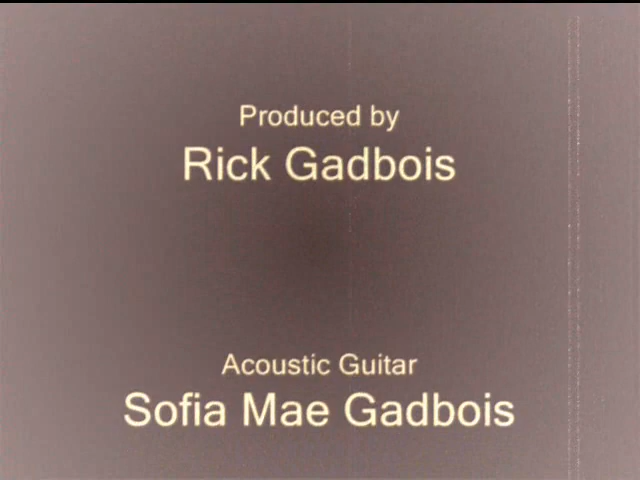 Produced by
Rick Gadbois
Acoustic Guitar
Sofia Mae Gadbois